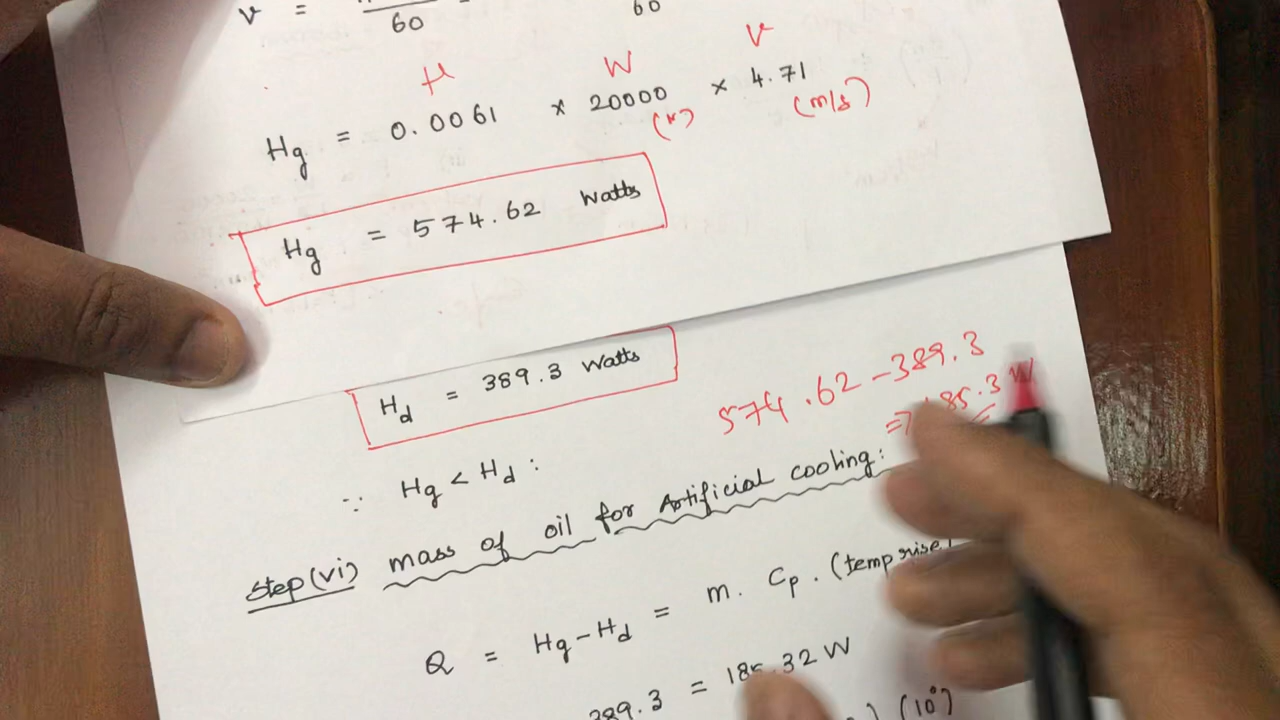 v = 60 60
μ W v
Hg = 0.0061 × 20000 × 4.71
(m/s)
Hg = 574.62 Watts
Hd = 389.3 Watts
574.62 - 389.3
85.3 W
∵ Hg < Hd :
Step(vi) mass of oil for Artificial cooling:
Q = Hg - Hd = m. Cp. (temp rise)
389.3 = 185.32 W
(10°)